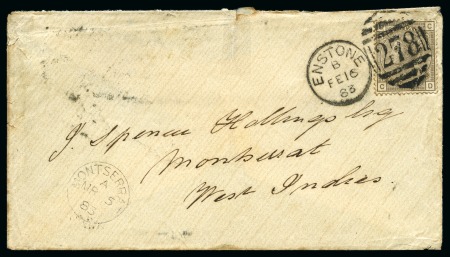 ENSTONE
B
FE 16
83
278
J. Spencer Hollings Esq
Montserrat
West Indies.
MONTSERRAT
A
MR 5
83